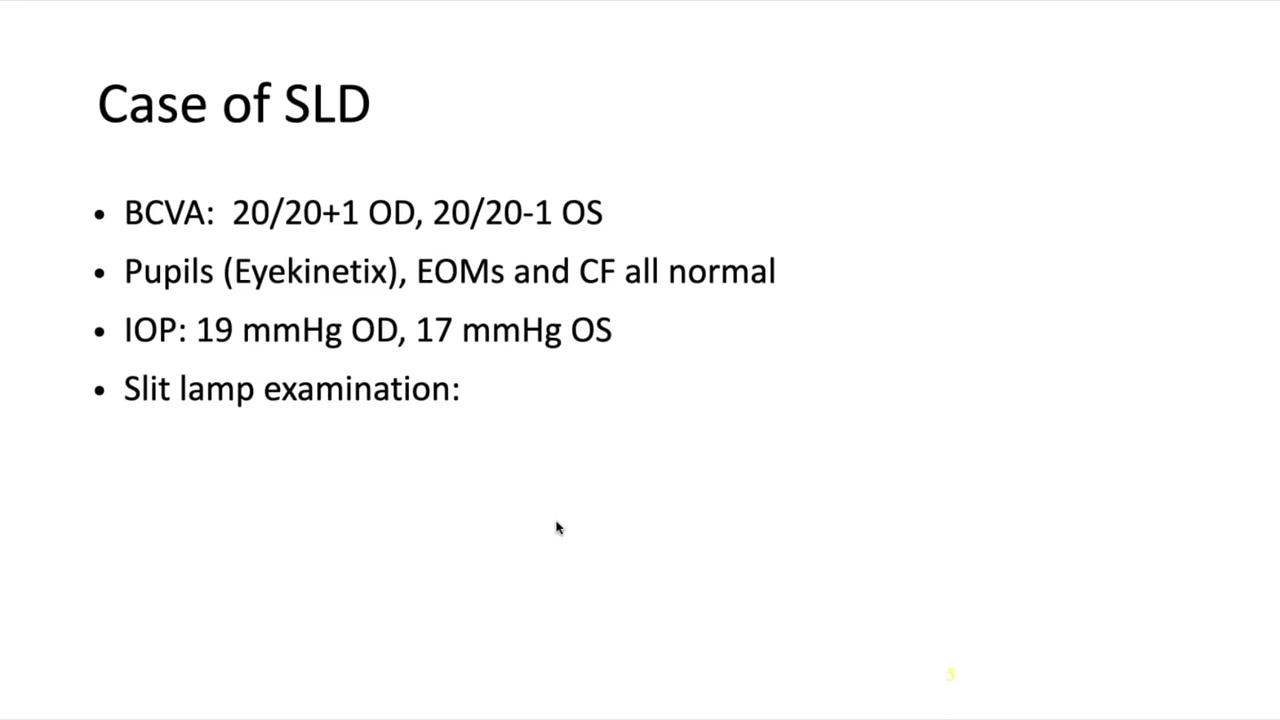 Case of SLD
• BCVA:  20/20+1 OD, 20/20-1 OS
• Pupils (Eyekinetix), EOMs and CF all normal
• IOP: 19 mmHg OD, 17 mmHg OS
• Slit lamp examination:
5